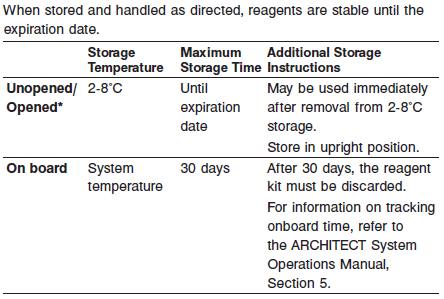 When stored and handled as directed, reagents are stable until the
expiration date.
Storage Temperature Maximum Storage Time Additional Storage Instructions
Unopened/ Opened* 2-8˚C Until expiration date May be used immediately after removal from 2-8˚C storage.
Store in upright position.
On board System temperature 30 days After 30 days, the reagent kit must be discarded.
For information on tracking onboard time, refer to the ARCHITECT System Operations Manual, Section 5.